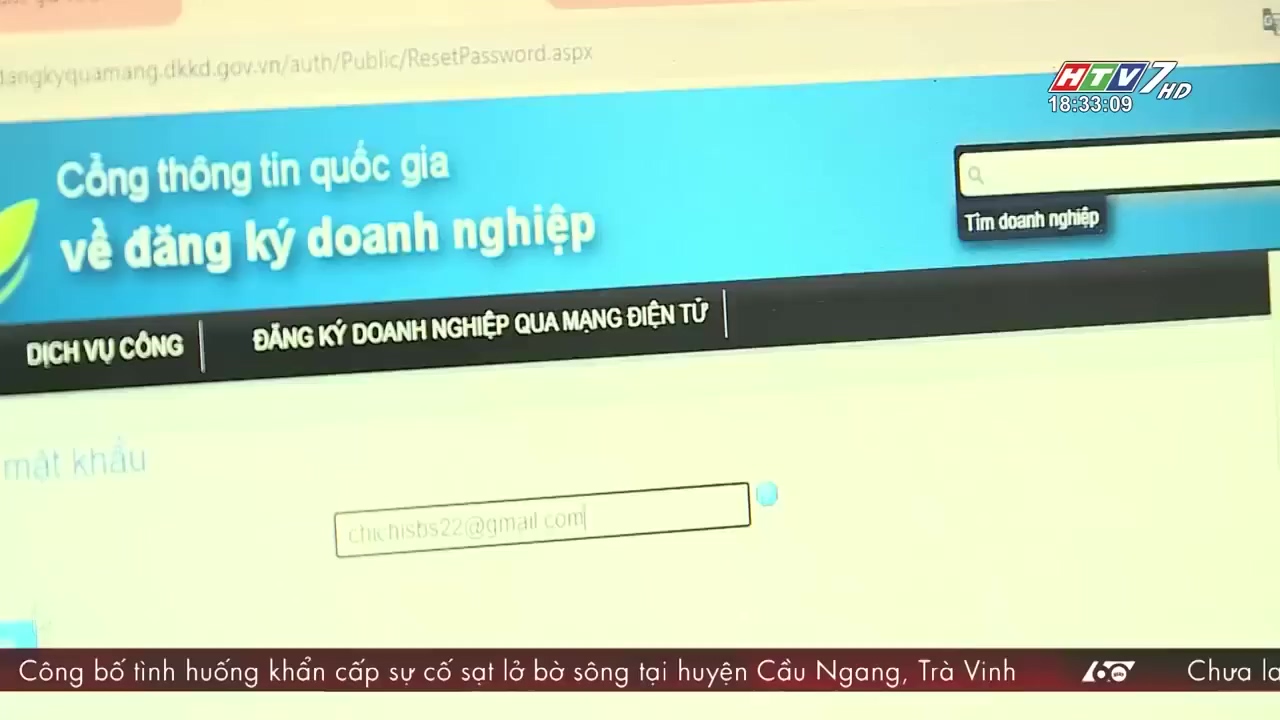 dangkyquamang.dkkd.gov.vn/auth/Public/ResetPassword.aspx
HTV7 HD
18:33:09
Cổng thông tin quốc gia
về đăng ký doanh nghiệp
Tìm doanh nghiệp
DỊCH VỤ CÔNG
ĐĂNG KÝ DOANH NGHIỆP QUA MẠNG ĐIỆN TỬ
mật khẩu
chichisbs22@gmail.com
Công bố tình huống khẩn cấp sự cố sạt lở bờ sông tại huyện Cầu Ngang, Trà Vinh
60 giây
Chưa